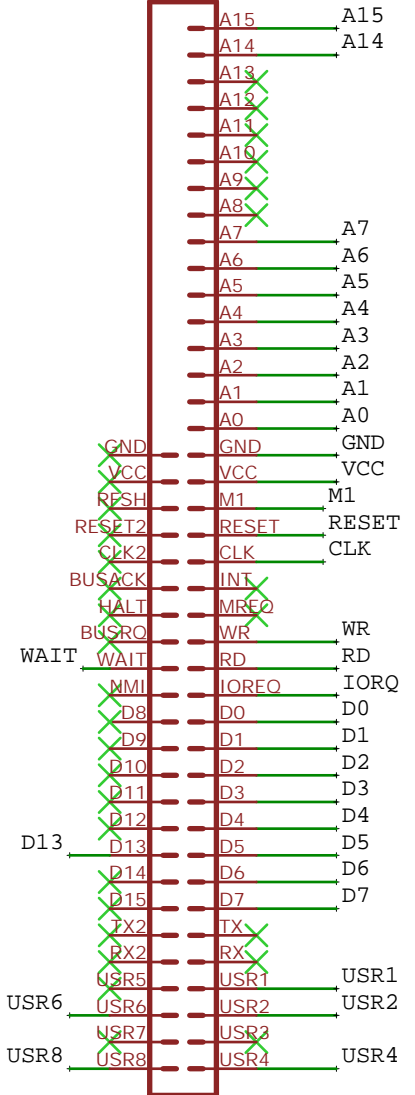 A15 A15
A14 A14
A13
A12
A11
A10
A9
A8
A7 A7
A6 A6
A5 A5
A4 A4
A3 A3
A2 A2
A1 A1
A0 A0
GND GND GND
VCC VCC VCC
RFSH M1 M1
RESET2 RESET RESET
CLK2 CLK CLK
BUSACK INT
HALT MREQ
BUSRQ WR WR
WAIT WAIT RD RD
NMI IOREQ IORQ
D8 D0 D0
D9 D1 D1
D10 D2 D2
D11 D3 D3
D12 D4 D4
D13 D13 D5 D5
D14 D6 D6
D15 D7 D7
TX2 TX
RX2 RX
USR5 USR1 USR1
USR6 USR6 USR2 USR2
USR7 USR3
USR8 USR8 USR4 USR4